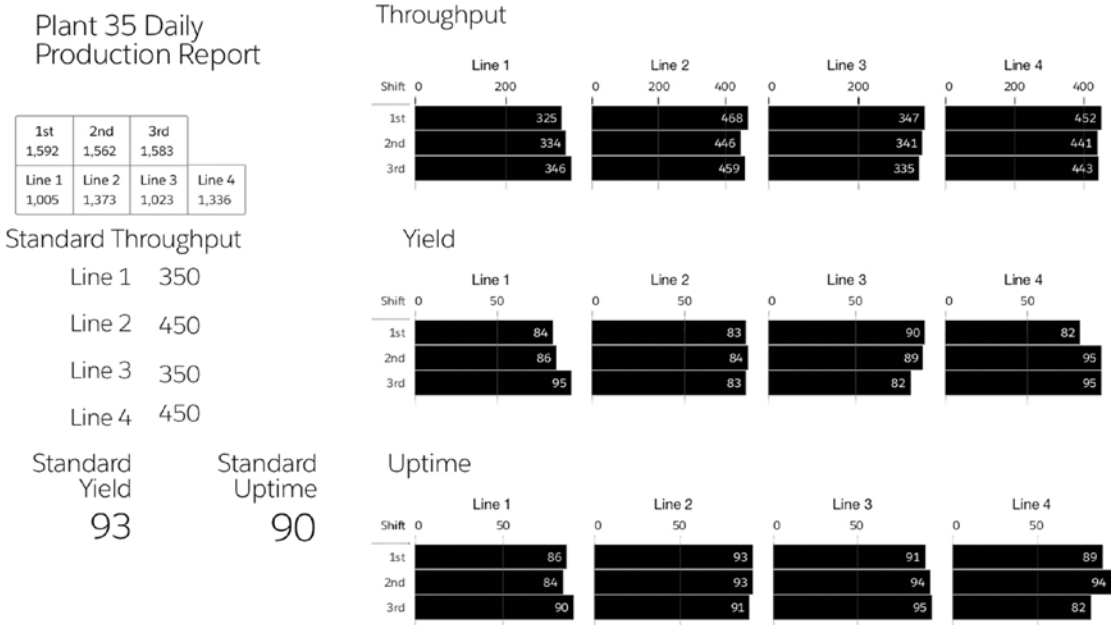 Plant 35 Daily
Production Report
1st 2nd 3rd
1,592 1,562 1,583
Line 1 Line 2 Line 3 Line 4
1,005 1,373 1,023 1,336
Standard Throughput
Line 1 350
Line 2 450
Line 3 350
Line 4 450
Standard
Yield
93
Standard
Uptime
90
Throughput
Line 1 Line 2 Line 3 Line 4
Shift 0 200 0 200 400 0 200 0 200 400
1st 325 468 347 452
2nd 334 446 341 441
3rd 346 459 335 443
Yield
Line 1 Line 2 Line 3 Line 4
Shift 0 50 0 50 0 50 0 50
1st 84 83 90 82
2nd 86 84 89 95
3rd 95 83 82 95
Uptime
Line 1 Line 2 Line 3 Line 4
Shift 0 50 0 50 0 50 0 50
1st 86 93 91 89
2nd 84 93 94 94
3rd 90 91 95 82